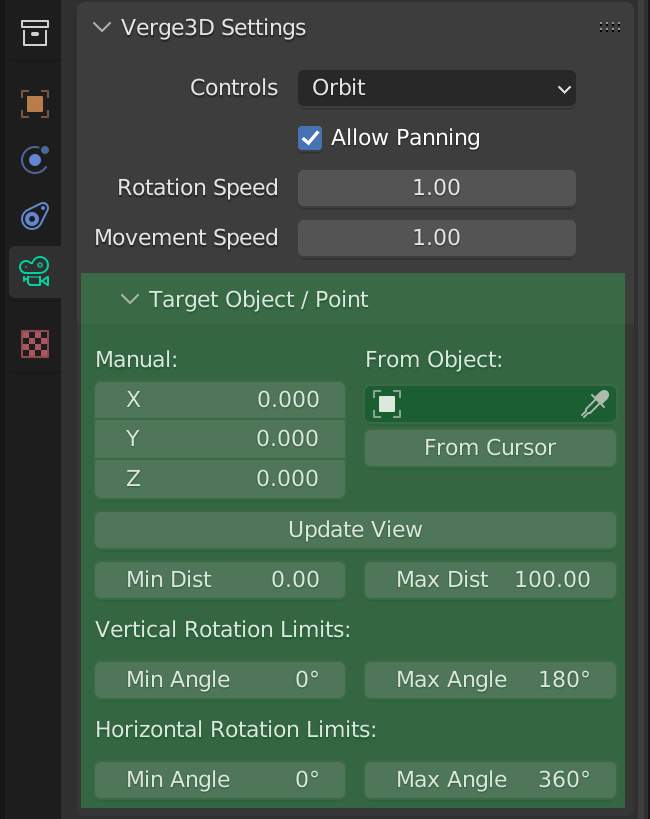 Verge3D Settings
Controls Orbit
Allow Panning
Rotation Speed 1.00
Movement Speed 1.00
Target Object / Point
Manual: From Object:
X 0.000
Y 0.000 From Cursor
Z 0.000
Update View
Min Dist 0.00 Max Dist 100.00
Vertical Rotation Limits:
Min Angle 0° Max Angle 180°
Horizontal Rotation Limits:
Min Angle 0° Max Angle 360°